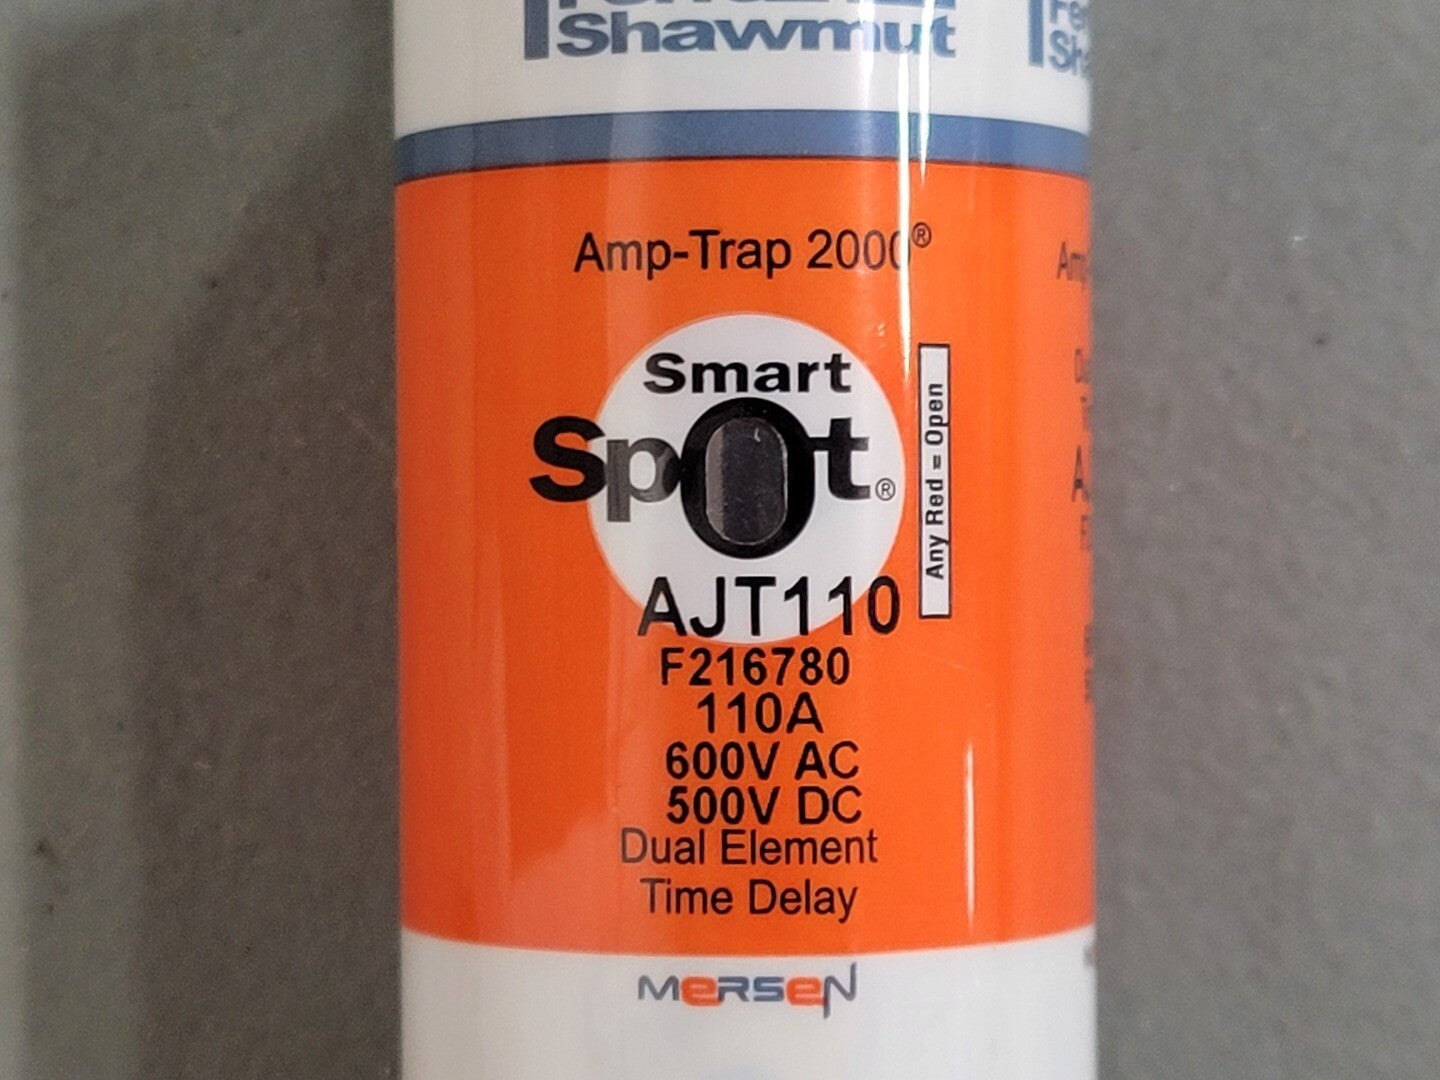 Shawmut
Amp-Trap 2000®
Smart
Spot®
Any Red = Open
AJT110
F216780
110A
600V AC
500V DC
Dual Element
Time Delay
MERSEN